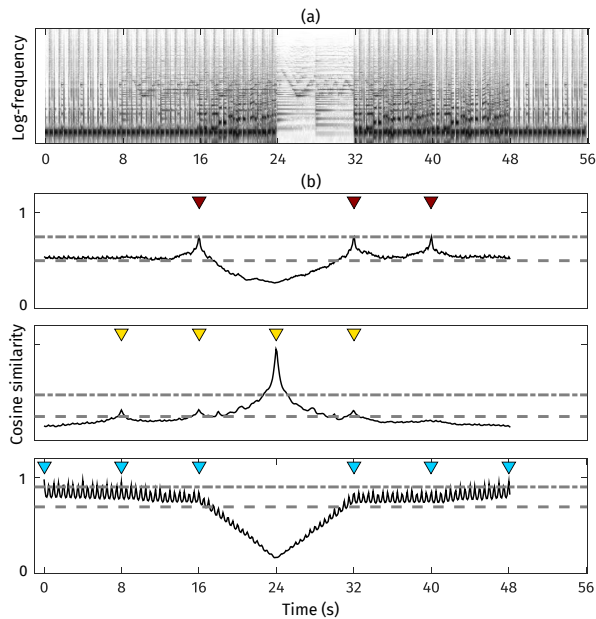 (a)
Log-frequency
0 8 16 24 32 40 48 56
(b)
1
0
Cosine similarity
1
0
0 8 16 24 32 40 48 56
Time (s)